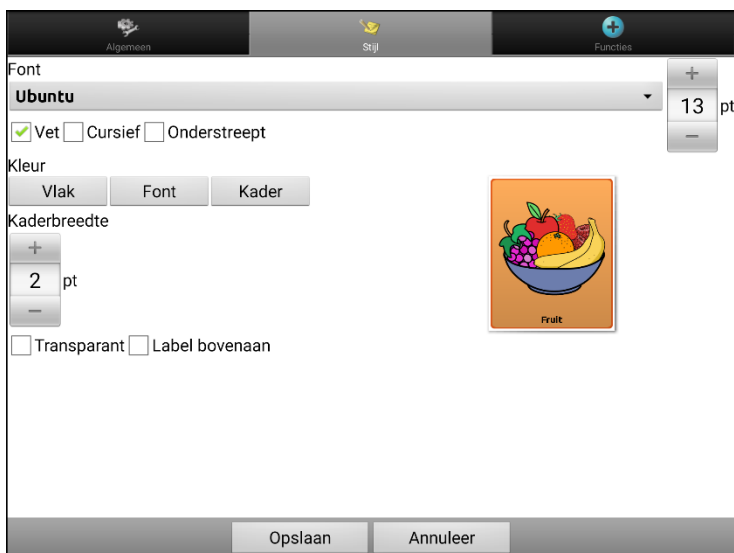 Algemeen
Stijl
Functies
Font
Ubuntu
13 pt
Vet Cursief Onderstreept
Kleur
Vlak Font Kader
Kaderbreedte
+
2 pt
−
+
−
Fruit
Transparant Label bovenaan
Opslaan Annuleer